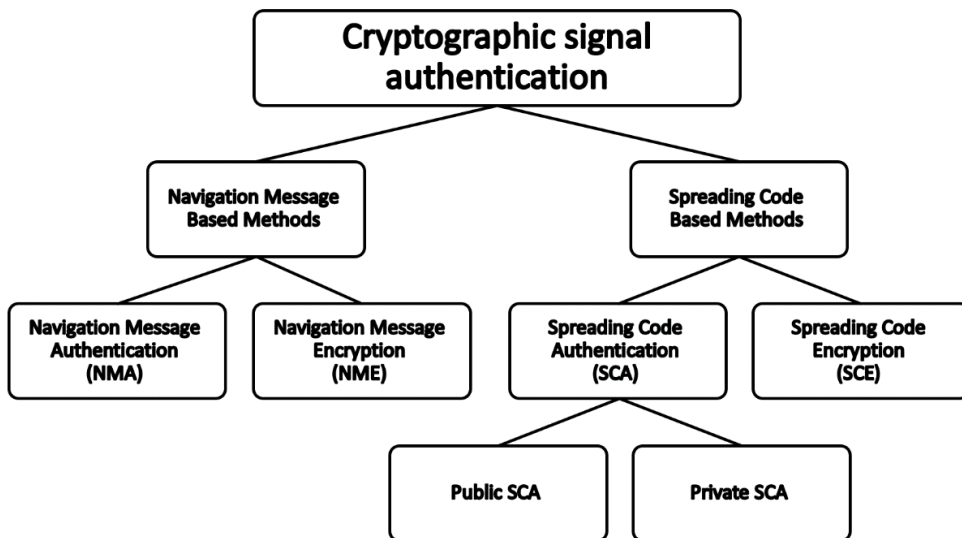 Cryptographic signal
authentication
Navigation Message
Based Methods
Spreading Code
Based Methods
Navigation Message
Authentication
(NMA)
Navigation Message
Encryption
(NME)
Spreading Code
Authentication
(SCA)
Spreading Code
Encryption
(SCE)
Public SCA
Private SCA